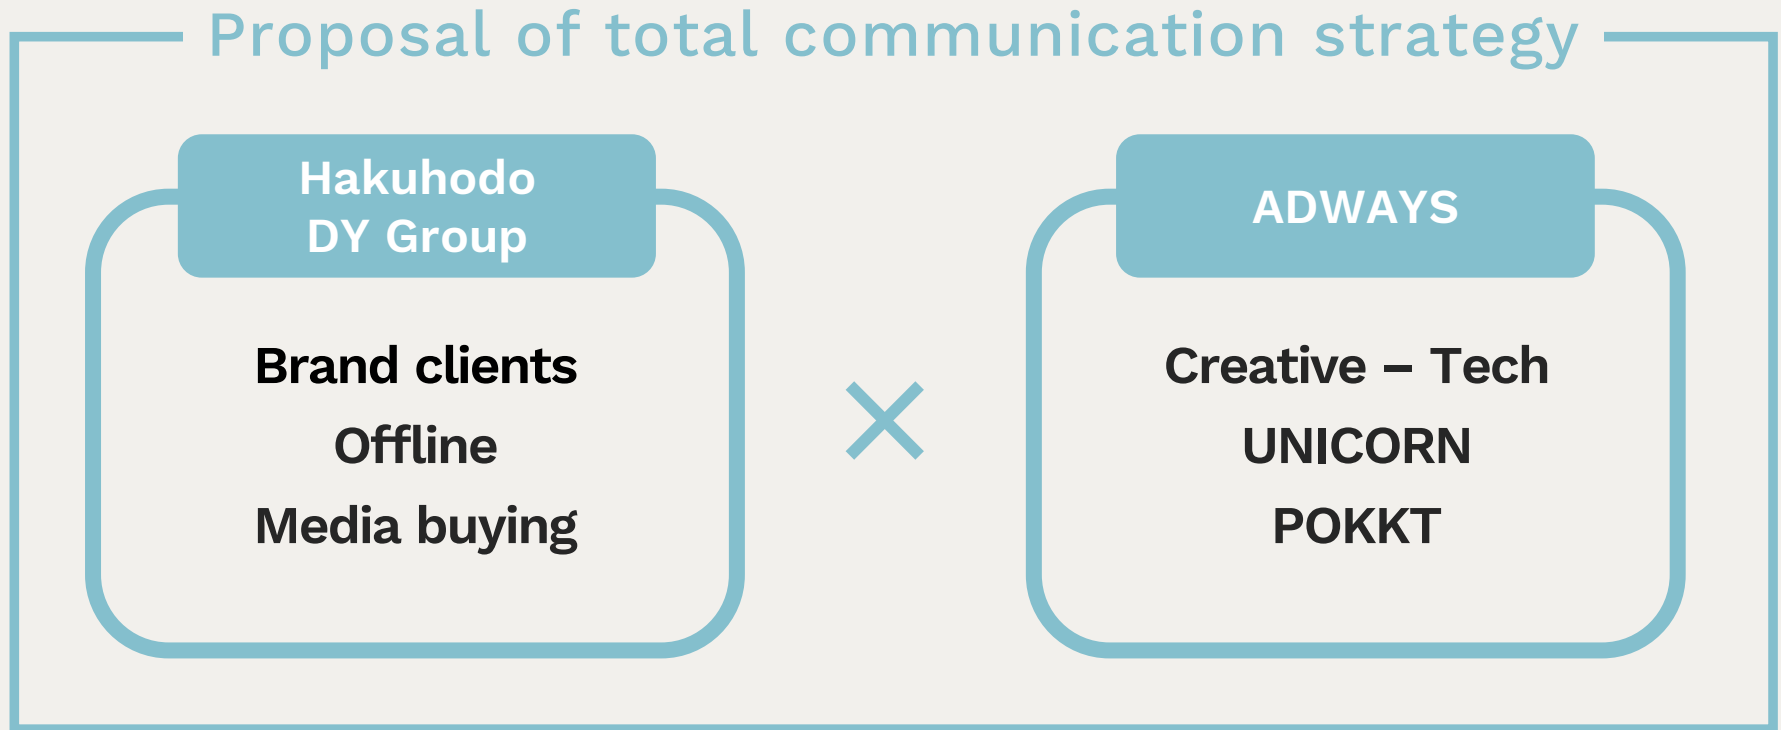 Proposal of total communication strategy
Hakuhodo
DY Group
Brand clients
Offline
Media buying
×
ADWAYS
Creative – Tech
UNICORN
POKKT